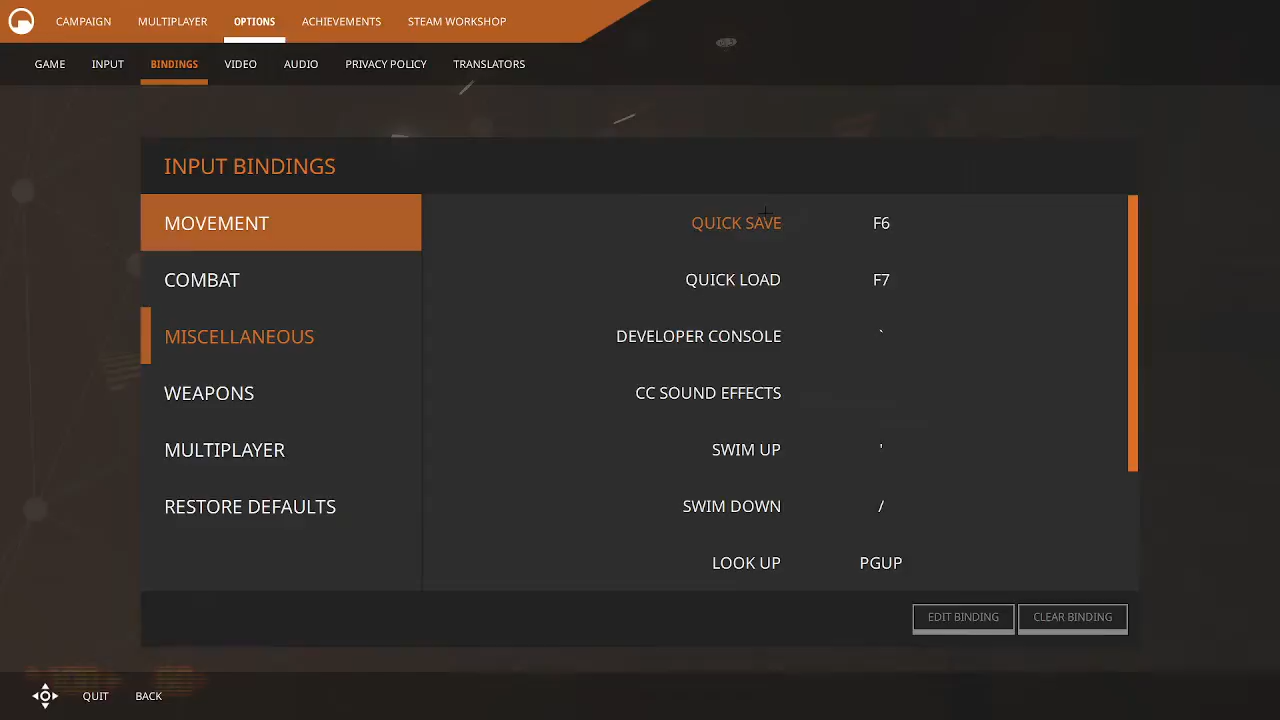 CAMPAIGN MULTIPLAYER OPTIONS ACHIEVEMENTS STEAM WORKSHOP
GAME INPUT BINDINGS VIDEO AUDIO PRIVACY POLICY TRANSLATORS
INPUT BINDINGS
MOVEMENT
COMBAT
MISCELLANEOUS
WEAPONS
MULTIPLAYER
RESTORE DEFAULTS
QUICK SAVE F6
QUICK LOAD F7
DEVELOPER CONSOLE `
CC SOUND EFFECTS
SWIM UP '
SWIM DOWN /
LOOK UP PGUP
EDIT BINDING CLEAR BINDING
QUIT BACK